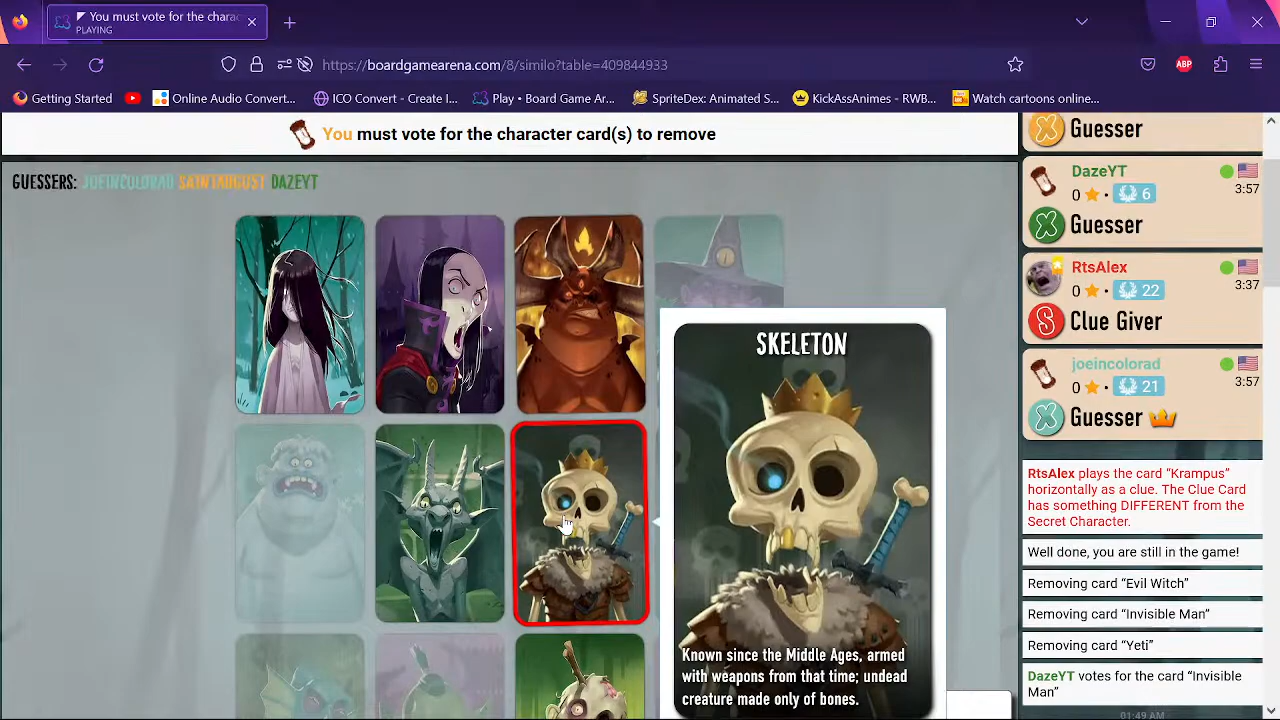 You must vote for the chara
PLAYING
https://boardgamearena.com/8/similo?table=409844933
ABP
Getting Started
Online Audio Convert...
ICO Convert - Create I...
Play - Board Game Ar...
SpriteDex: Animated S...
KickAssAnimes - RWB...
Watch cartoons online...
You must vote for the character card(s) to remove
GUESSERS: JOEINCOLORAD SAINTAUGUST DAZEYT
SKELETON
Known since the Middle Ages, armed
with weapons from that time; undead
creature made only of bones.
X Guesser
DazeYT
0 • 6
3:57
X Guesser
RtsAlex
0 • 22
3:37
S Clue Giver
joeincolorad
0 • 21
3:57
X Guesser
RtsAlex plays the card “Krampus”
horizontally as a clue. The Clue Card
has something DIFFERENT from the
Secret Character.
Well done, you are still in the game!
Removing card “Evil Witch”
Removing card “Invisible Man”
Removing card “Yeti”
DazeYT votes for the card “Invisible
Man”
01:49 AM